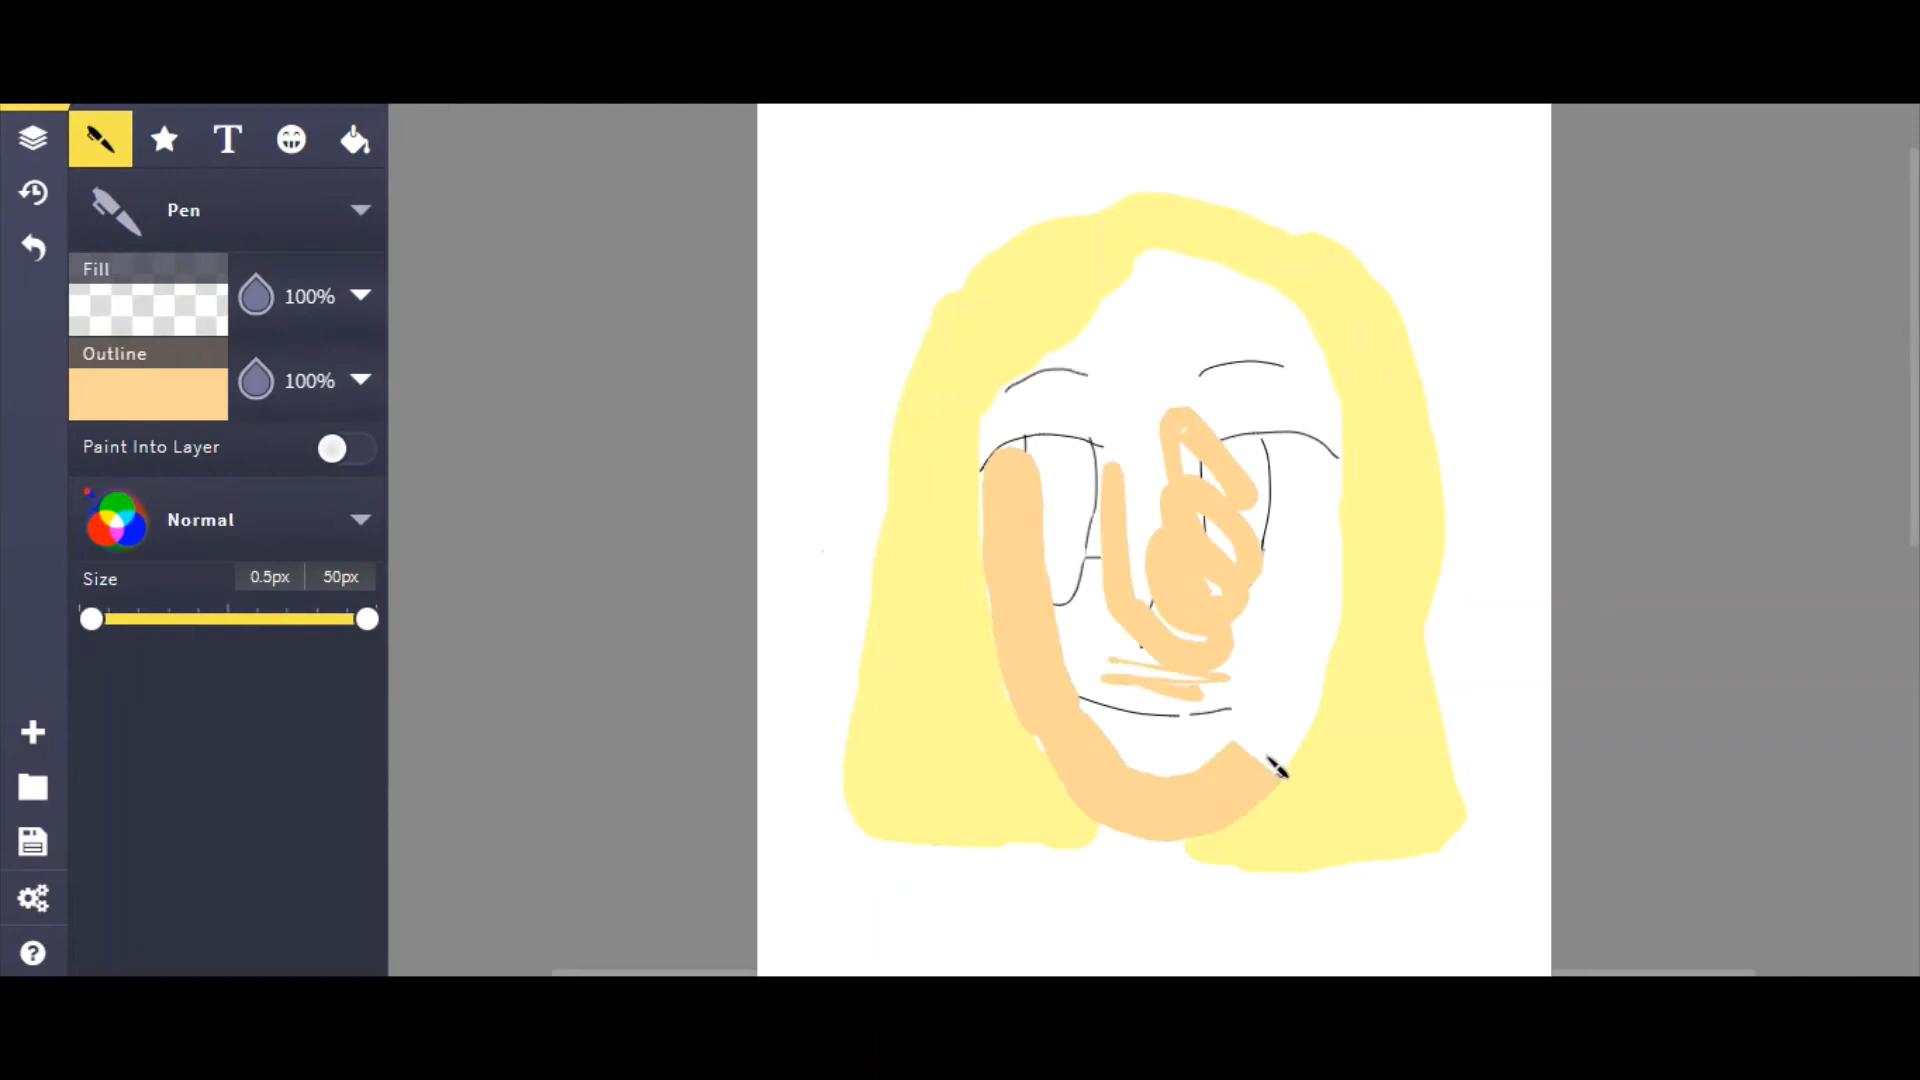 T
Pen
Fill
100%
Outline
100%
Paint Into Layer
Normal
Size 0.5px 50px
?